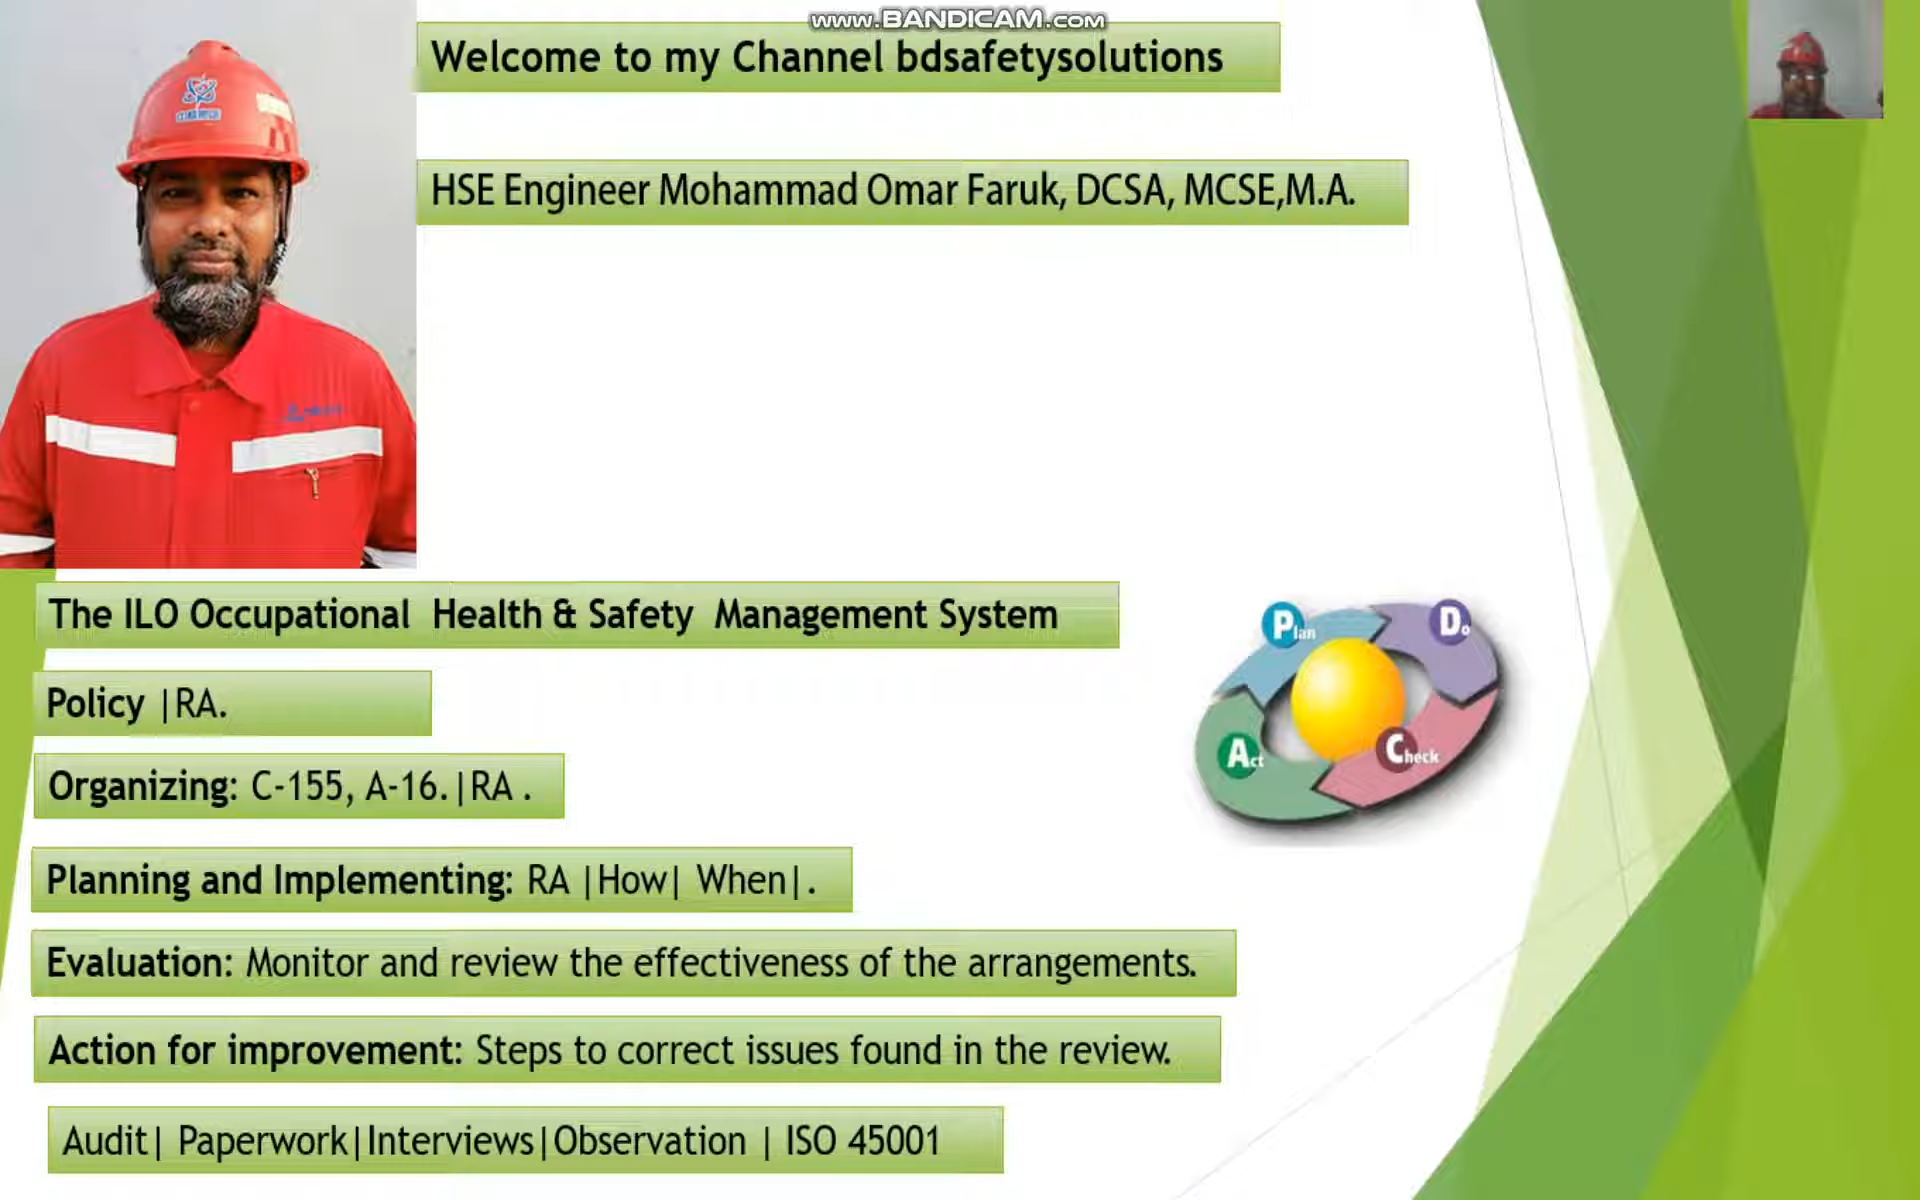 www.BANDICAM.com
Welcome to my Channel bdsafetysolutions
HSE Engineer Mohammad Omar Faruk, DCSA, MCSE,M.A.
The ILO Occupational Health & Safety Management System
Policy |RA.
Organizing: C-155, A-16.|RA .
Planning and Implementing: RA |How| When|.
Evaluation: Monitor and review the effectiveness of the arrangements.
Action for improvement: Steps to correct issues found in the review.
Audit| Paperwork|Interviews|Observation | ISO 45001
Plan
Do
Act
Check